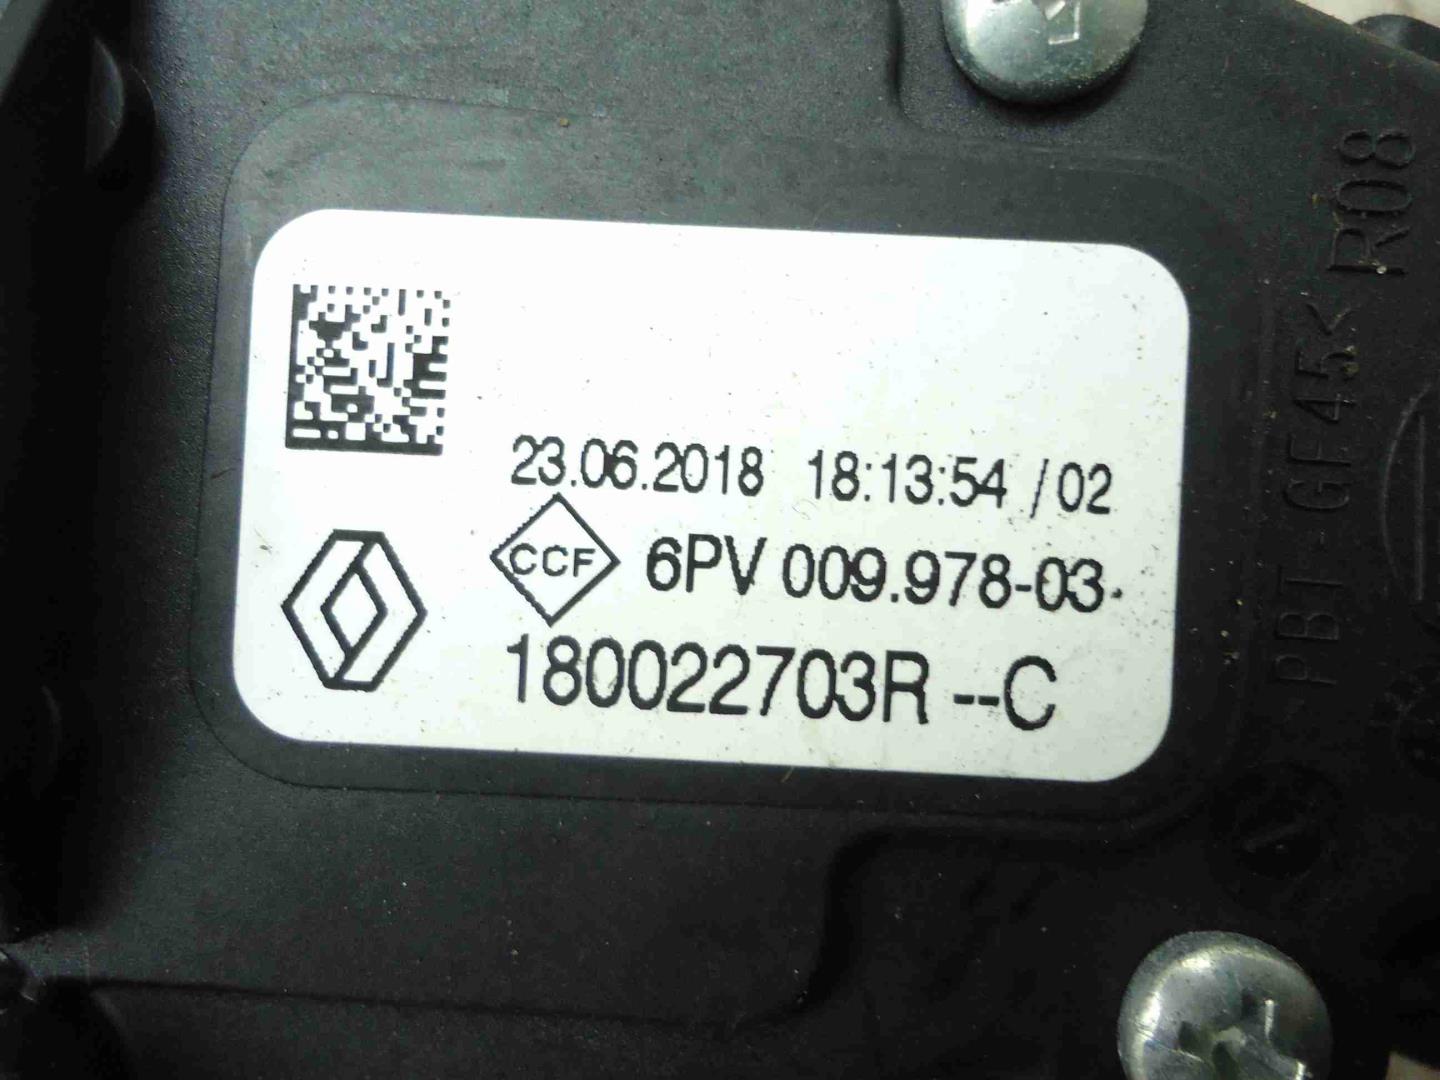 23.06.2018 18:13:54 /02
CCF 6PV 009.978-03.
180022703R --C
>PBT-GF45< R08